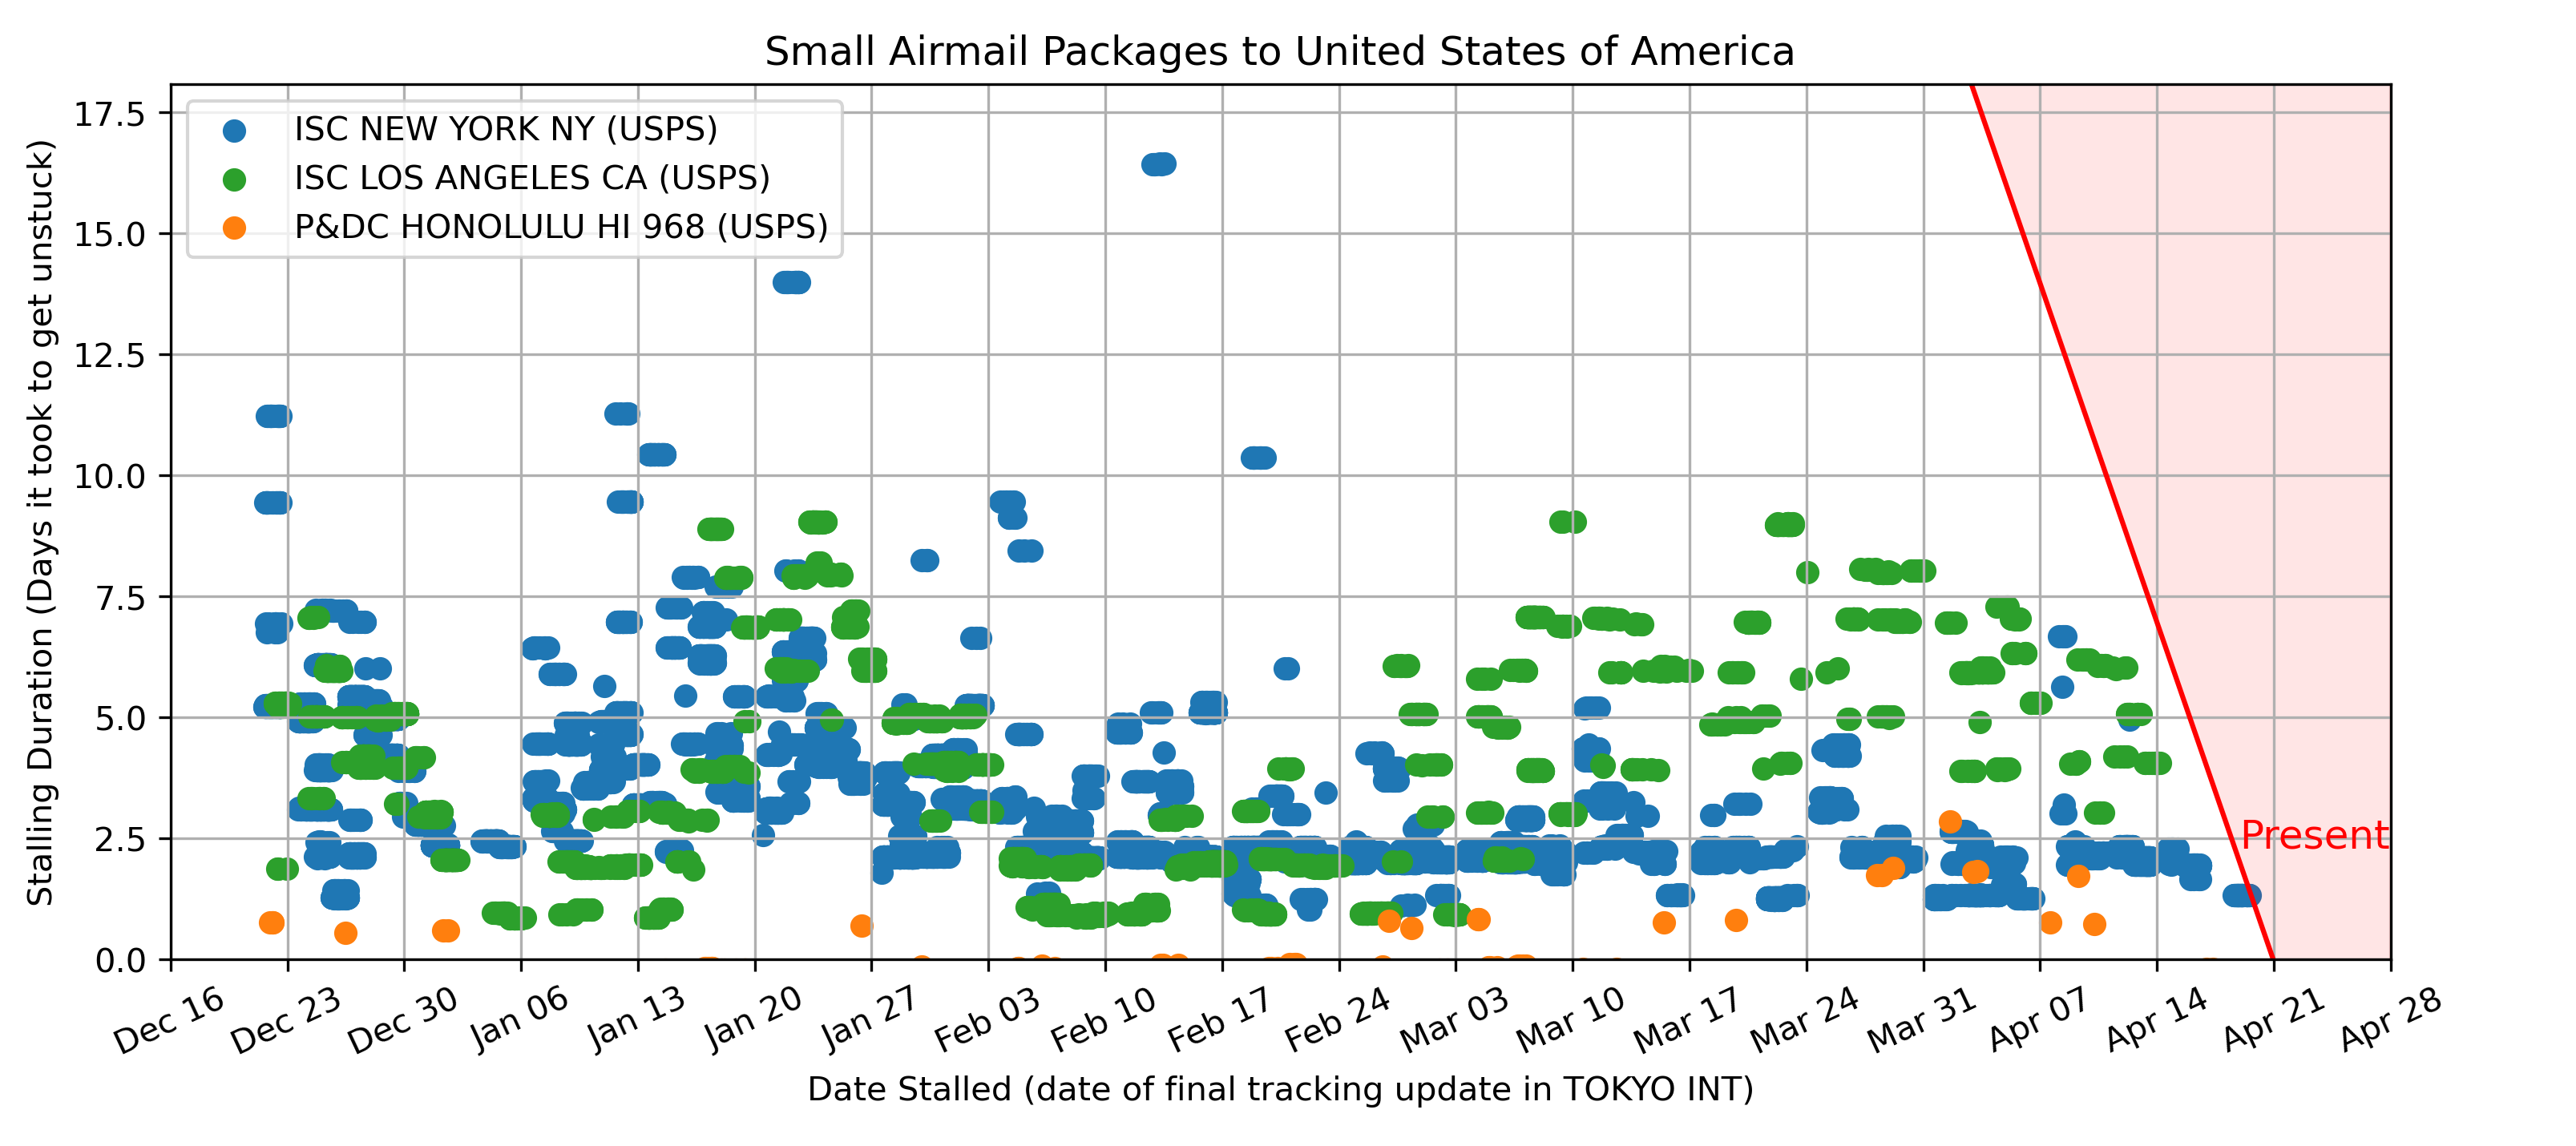 Small Airmail Packages to United States of America
Stalling Duration (Days it took to get unstuck)
17.5
15.0
12.5
10.0
7.5
5.0
2.5
0.0
ISC NEW YORK NY (USPS)
ISC LOS ANGELES CA (USPS)
P&DC HONOLULU HI 968 (USPS)
Present
Dec 16
Dec 23
Dec 30
Jan 06
Jan 13
Jan 20
Jan 27
Feb 03
Feb 10
Feb 17
Feb 24
Mar 03
Mar 10
Mar 17
Mar 24
Mar 31
Apr 07
Apr 14
Apr 21
Apr 28
Date Stalled (date of final tracking update in TOKYO INT)